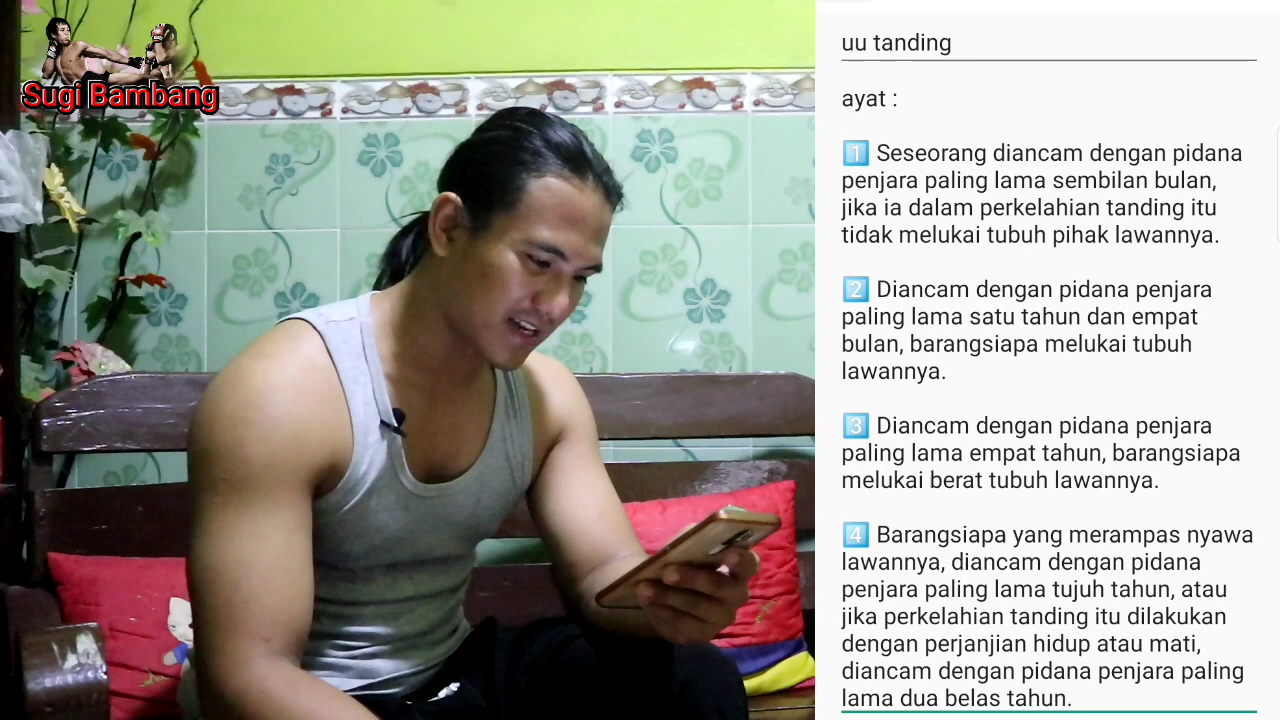 Sugi Bambang
uu tanding
ayat :
1 Seseorang diancam dengan pidana
penjara paling lama sembilan bulan,
jika ia dalam perkelahian tanding itu
tidak melukai tubuh pihak lawannya.
2 Diancam dengan pidana penjara
paling lama satu tahun dan empat
bulan, barangsiapa melukai tubuh
lawannya.
3 Diancam dengan pidana penjara
paling lama empat tahun, barangsiapa
melukai berat tubuh lawannya.
4 Barangsiapa yang merampas nyawa
lawannya, diancam dengan pidana
penjara paling lama tujuh tahun, atau
jika perkelahian tanding itu dilakukan
dengan perjanjian hidup atau mati,
diancam dengan pidana penjara paling
lama dua belas tahun.